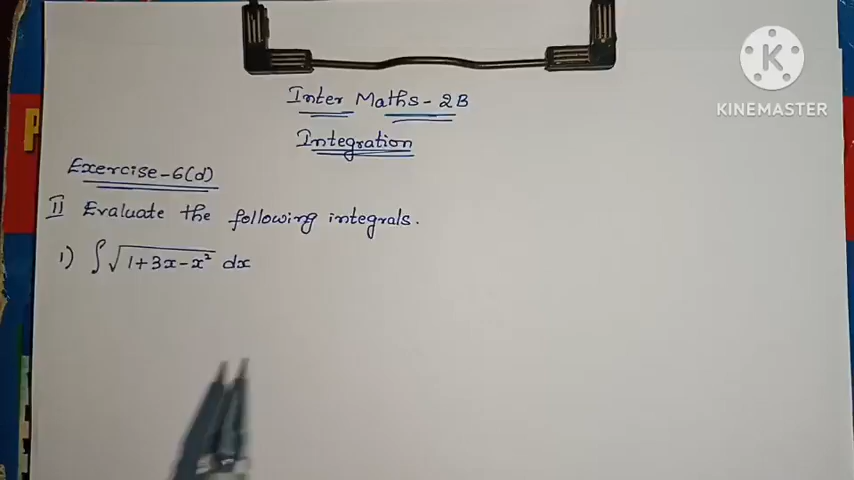 K
KINEMASTER
Inter Maths-2B
Integration
Exercise-6(d)
II Evaluate the following integrals.
1) ∫√(1+3x-x²) dx